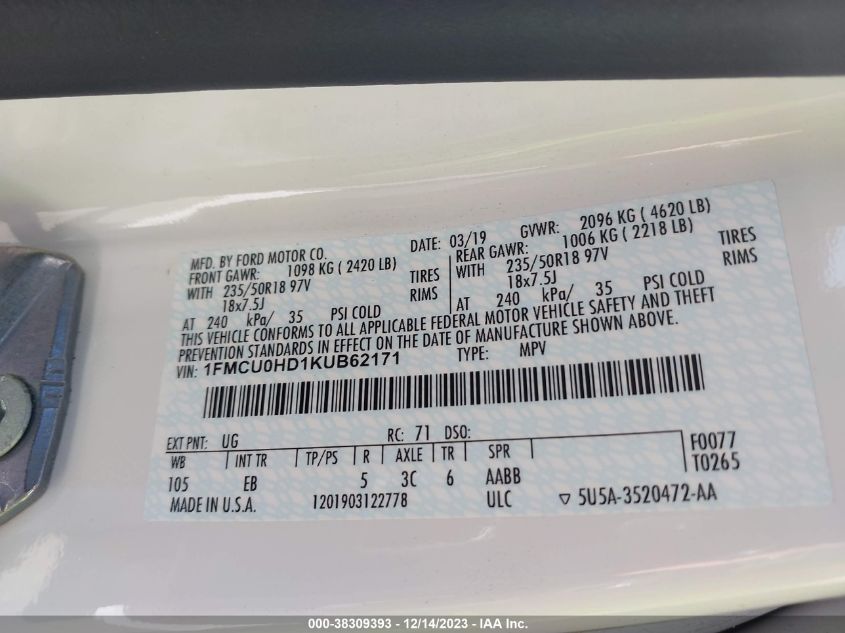 MFD. BY FORD MOTOR CO.
DATE: 03/19 GVWR: 2096 KG ( 4620 LB)
FRONT GAWR: 1098 KG ( 2420 LB)
REAR GAWR: 1006 KG ( 2218 LB)
WITH 235/50R18 97V TIRES
WITH 235/50R18 97V TIRES
18x7.5J RIMS
18x7.5J RIMS
AT 240 kPa/ 35 PSI COLD
AT 240 kPa/ 35 PSI COLD
THIS VEHICLE CONFORMS TO ALL APPLICABLE FEDERAL MOTOR VEHICLE SAFETY AND THEFT
PREVENTION STANDARDS IN EFFECT ON THE DATE OF MANUFACTURE SHOWN ABOVE.
VIN: 1FMCU0HD1KUB62171 TYPE: MPV
EXT PNT: UG RC: 71 DSO: F0077
WB INT TR TP/PS R AXLE TR SPR T0265
105 EB 5 3C 6 AABB
MADE IN U.S.A. 1201903122778 ULC ▽ 5U5A-3520472-AA
000-38309393 - 12/14/2023 - IAA Inc.